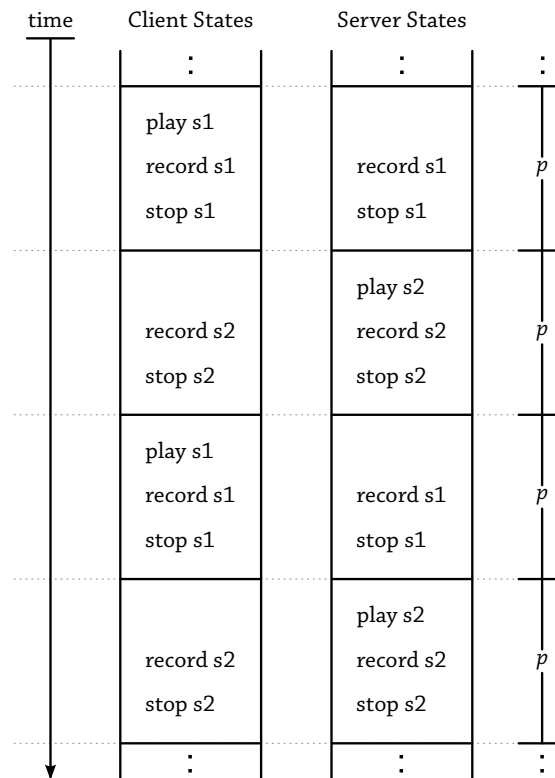 time Client States Server States
: : :
play s1
record s1 record s1 p
stop s1 stop s1
play s2
record s2 record s2 p
stop s2 stop s2
play s1
record s1 record s1 p
stop s1 stop s1
play s2
record s2 record s2 p
stop s2 stop s2
: : :